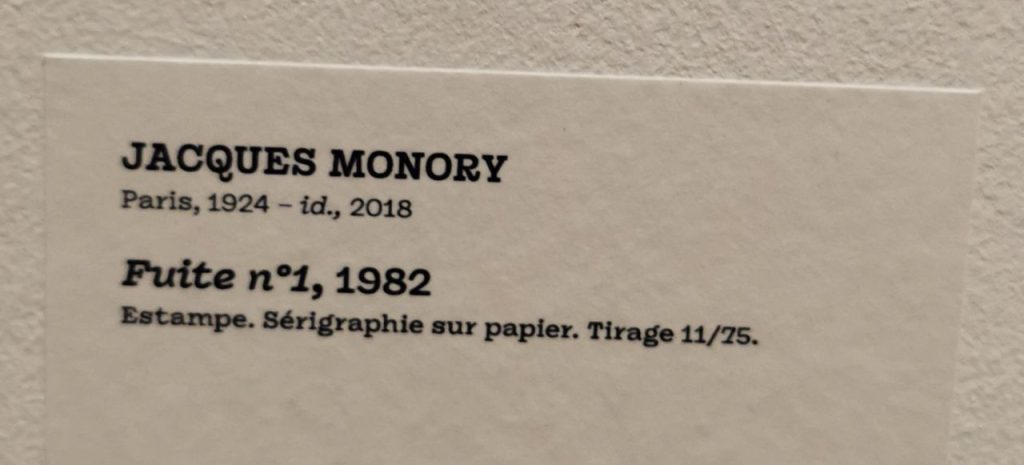 JACQUES MONORY
Paris, 1924 – id., 2018
Fuite n°1, 1982
Estampe. Sérigraphie sur papier. Tirage 11/75.